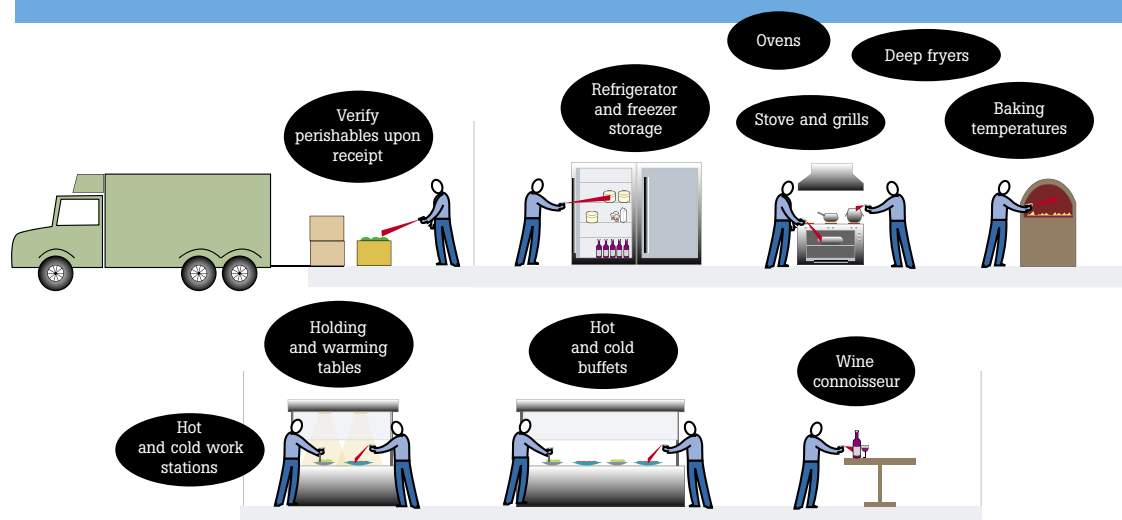 Ovens
Deep fryers
Refrigerator
and freezer
storage
Verify
perishables upon
receipt
Stove and grills
Baking
temperatures
Holding
and warming
tables
Hot
and cold
buffets
Wine
connoisseur
Hot
and cold work
stations